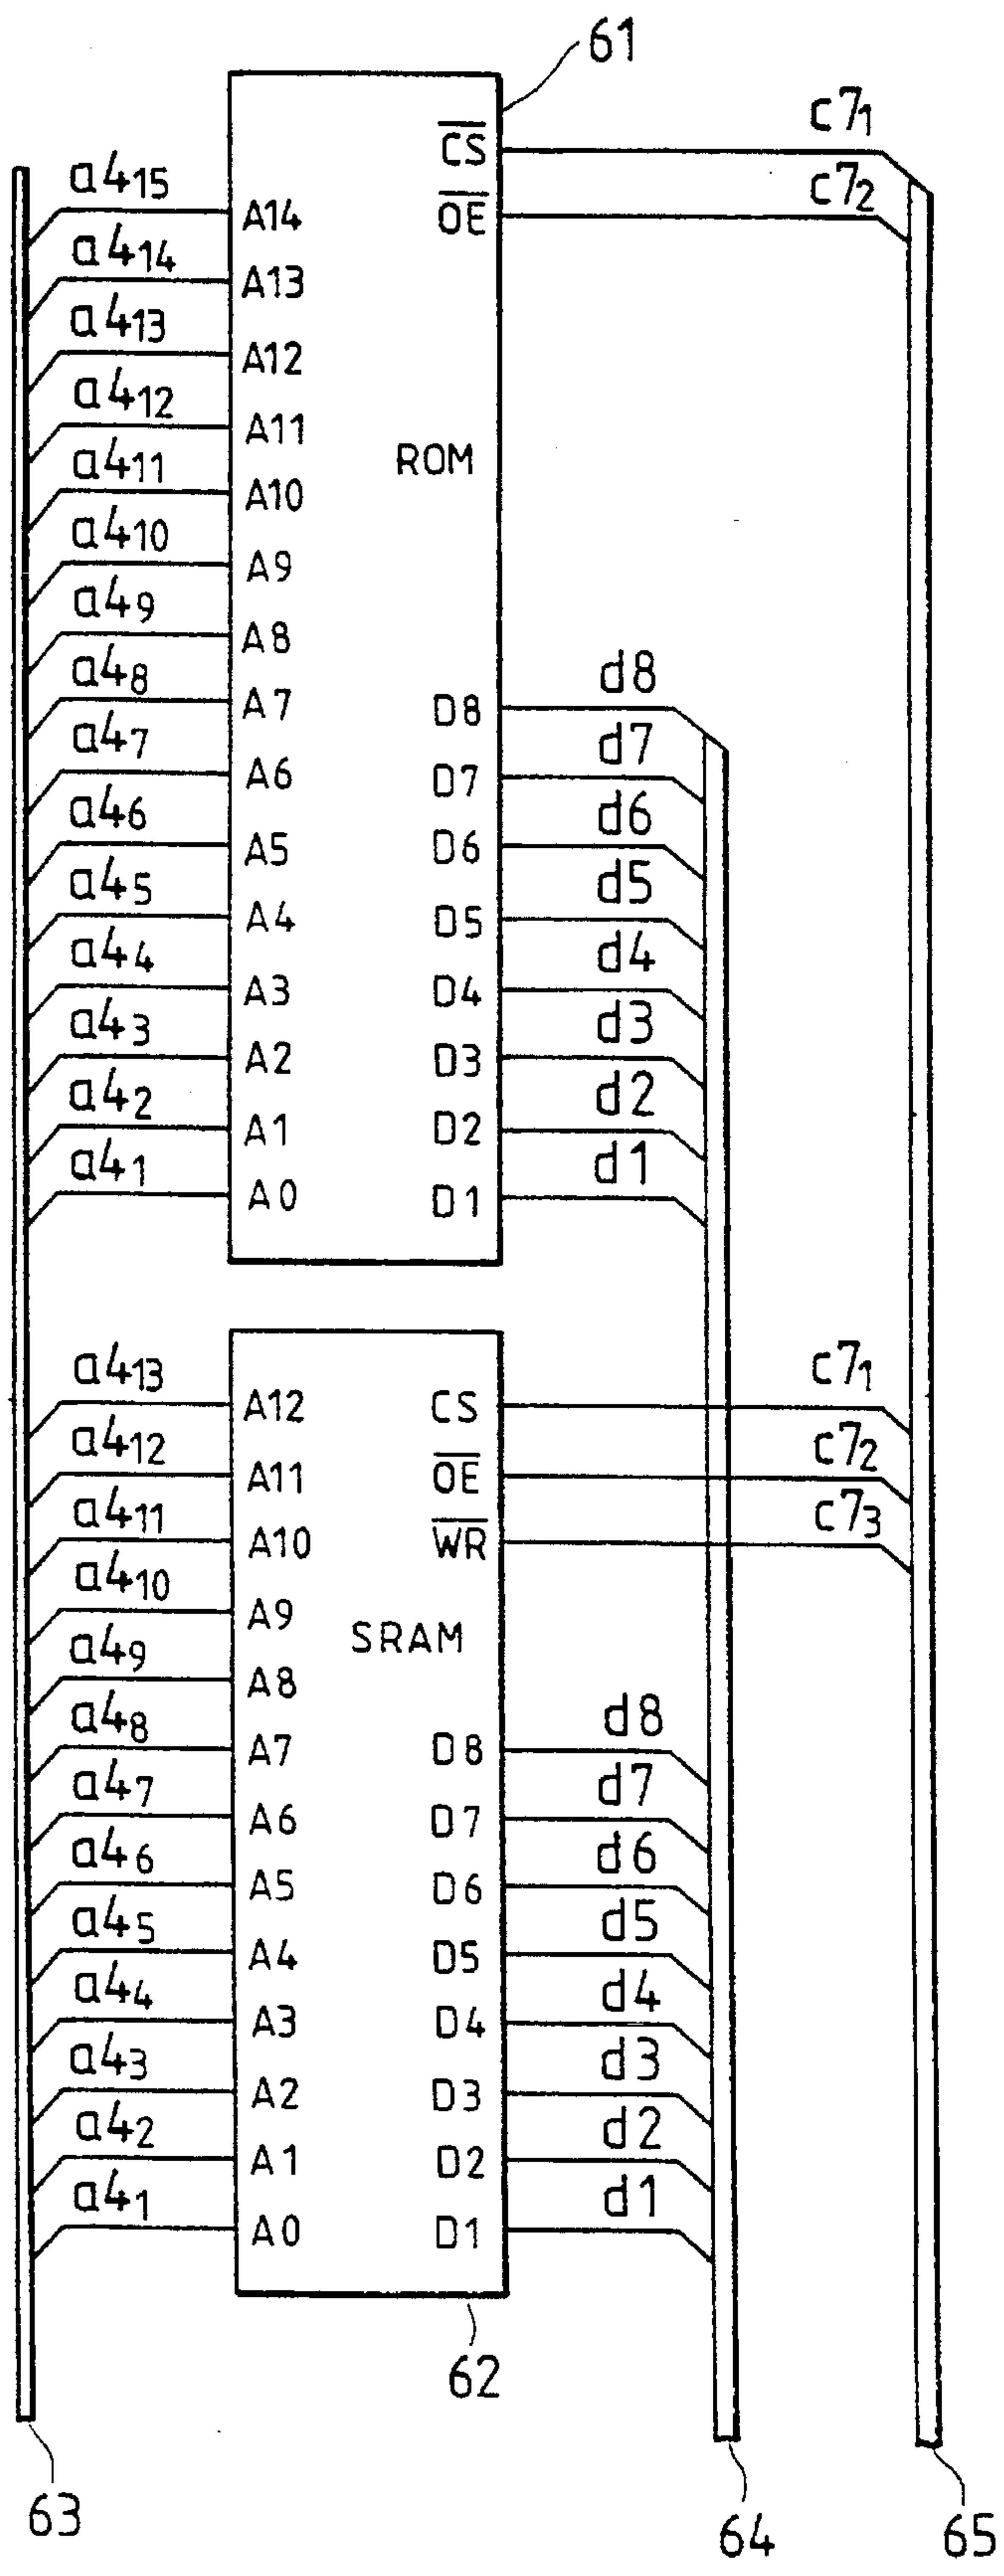 61
C̅S̅ c7₁
a4₁₅ A14 O̅E̅ c7₂
a4₁₄ A13
a4₁₃ A12
a4₁₂ A11
ROM
a4₁₁ A10
a4₁₀ A9
a4₉ A8
a4₈ A7 D8 d8
a4₇ A6 D7 d7
a4₆ A5 D6 d6
a4₅ A4 D5 d5
a4₄ A3 D4 d4
a4₃ A2 D3 d3
a4₂ A1 D2 d2
a4₁ A0 D1 d1
a4₁₃ A12 CS c7₁
a4₁₂ A11 O̅E̅ c7₂
a4₁₁ A10 W̅R̅ c7₃
a4₁₀ A9
SRAM
a4₉ A8
a4₈ A7 D8 d8
a4₇ A6 D7 d7
a4₆ A5 D6 d6
a4₅ A4 D5 d5
a4₄ A3 D4 d4
a4₃ A2 D3 d3
a4₂ A1 D2 d2
a4₁ A0 D1 d1
62
63 64 65